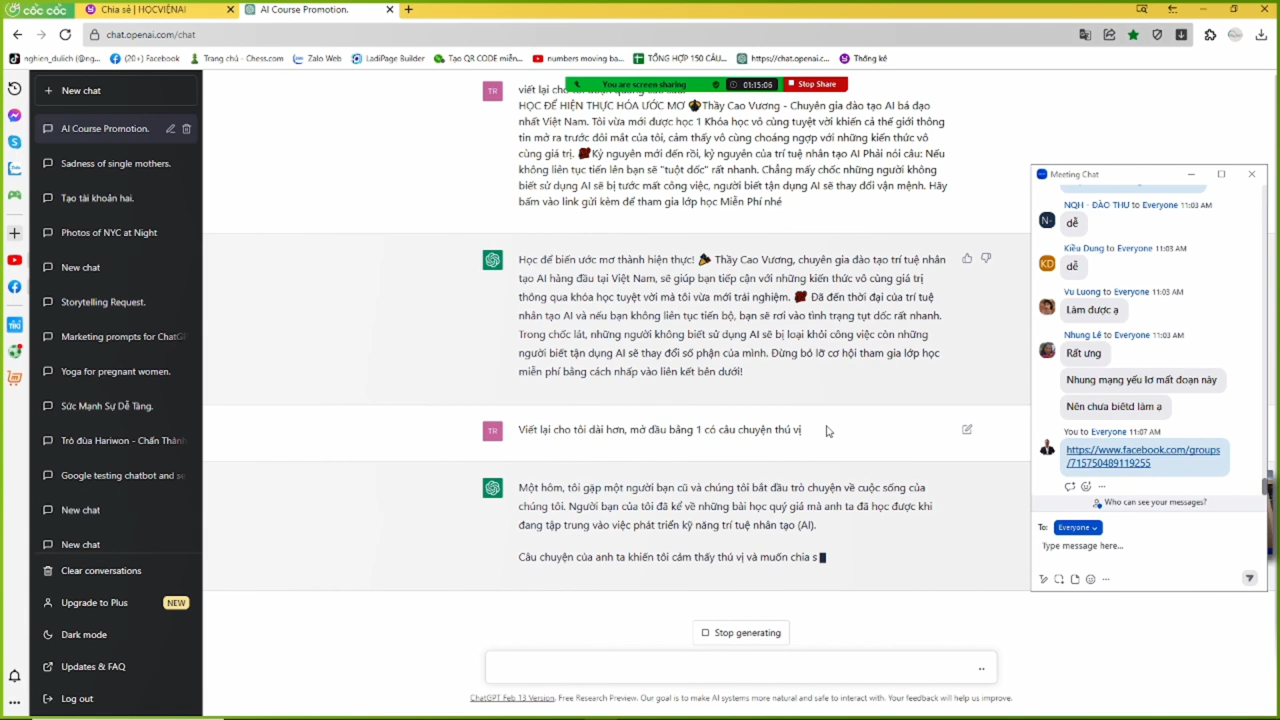 cốc cốc
Chia sẻ | HỌCVIỆNAI
AI Course Promotion.
chat.openai.com/chat
nghien_dulich (@ng...
(20+) Facebook
Trang chủ - Chess.com
Zalo Web
LadiPage Builder
Tạo QR CODE miễn...
numbers moving ba...
TỔNG HỢP 150 CÂU...
https://chat.openai.c...
Thống kê
You are screen sharing
01:15:06
Stop Share
New chat
AI Course Promotion.
Sadness of single mothers.
Tạo tài khoản hai.
Photos of NYC at Night
New chat
Storytelling Request.
Marketing prompts for ChatGP
Yoga for pregnant women.
Sức Mạnh Sự Dễ Tăng.
Trò đùa Hariwon - Chấn Thành
Google testing chatbot and se
New chat
New chat
Clear conversations
Upgrade to Plus
NEW
Dark mode
Updates & FAQ
Log out
TR
HỌC ĐỂ HIỆN THỰC HÓA ƯỚC MƠ Thầy Cao Vương - Chuyên gia đào tạo AI bá đạo
nhất Việt Nam. Tôi vừa mới được học 1 Khóa học vô cùng tuyệt vời khiến cả thế giới thông
tin mở ra trước đôi mắt của tôi, cảm thấy vô cùng choáng ngợp với những kiến thức vô
cùng giá trị. Kỷ nguyên mới đến rồi, kỷ nguyên của trí tuệ nhân tạo AI Phải nói câu: Nếu
không liên tục tiến lên bạn sẽ "tuột dốc" rất nhanh. Chẳng mấy chốc những người không
biết sử dụng AI sẽ bị tước mất công việc, người biết tận dụng AI sẽ thay đổi vận mệnh. Hãy
bấm vào link gửi kèm để tham gia lớp học Miễn Phí nhé
Học để biến ước mơ thành hiện thực! Thầy Cao Vương, chuyên gia đào tạo trí tuệ nhân
tạo AI hàng đầu tại Việt Nam, sẽ giúp bạn tiếp cận với những kiến thức vô cùng giá trị
thông qua khóa học tuyệt vời mà tôi vừa mới trải nghiệm. Đã đến thời đại của trí tuệ
nhân tạo AI và nếu bạn không liên tục tiến bộ, bạn sẽ rơi vào tình trạng tụt dốc rất nhanh.
Trong chốc lát, những người không biết sử dụng AI sẽ bị loại khỏi công việc còn những
người biết tận dụng AI sẽ thay đổi số phận của mình. Đừng bỏ lỡ cơ hội tham gia lớp học
miễn phí bằng cách nhấp vào liên kết bên dưới!
TR
Viết lại cho tôi dài hơn, mở đầu bằng 1 có câu chuyện thú vị
Một hôm, tôi gặp một người bạn cũ và chúng tôi bắt đầu trò chuyện về cuộc sống của
chúng tôi. Người bạn của tôi đã kể về những bài học quý giá mà anh ta đã học được khi
đang tập trung vào việc phát triển kỹ năng trí tuệ nhân tạo (AI).
Câu chuyện của anh ta khiến tôi cảm thấy thú vị và muốn chia s
Stop generating
ChatGPT Feb 13 Version. Free Research Preview. Our goal is to make AI systems more natural and safe to interact with. Your feedback will help us improve.
Meeting Chat
NQH - ĐÀO THU to Everyone 11:03 AM
N-
dễ
Kiều Dung to Everyone 11:03 AM
KD
dễ
Vu Luong to Everyone 11:03 AM
Làm được ạ
Nhung Lê to Everyone 11:03 AM
Rất ưng
Nhưng mạng yếu lơ mất đoạn này
Nên chưa biêtd làm ạ
You to Everyone 11:07 AM
https://www.facebook.com/groups
/715750489119255
Who can see your messages?
To: Everyone
Type message here...